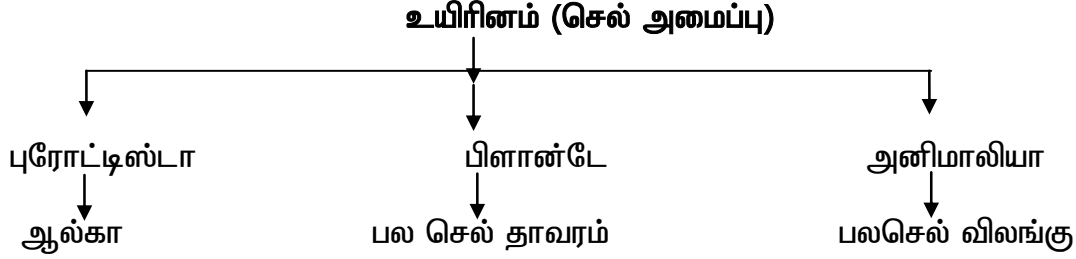 உயிரினம் (செல் அமைப்பு)
புரோட்டிஸ்டா பிளான்டே அனிமாலியா
ஆல்கா பல செல் தாவரம் பலசெல் விலங்கு